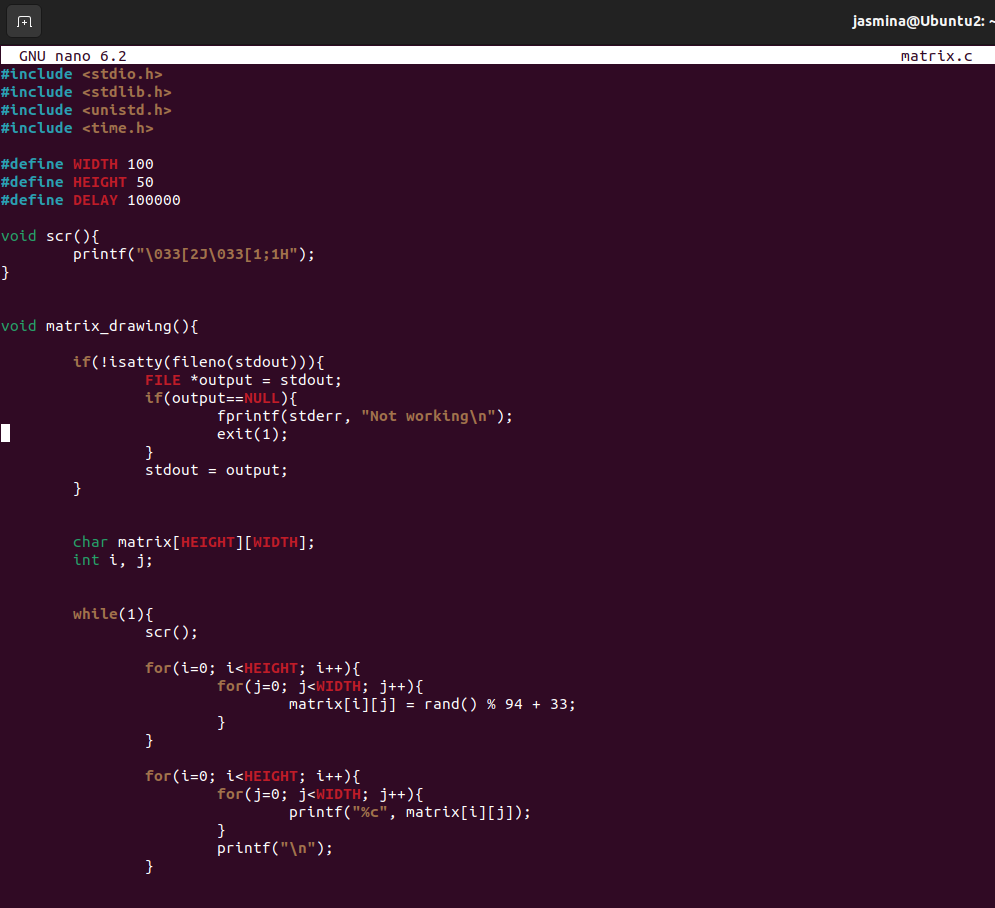 jasmina@Ubuntu2: ~
GNU nano 6.2 matrix.c
#include <stdio.h>
#include <stdlib.h>
#include <unistd.h>
#include <time.h>

#define WIDTH 100
#define HEIGHT 50
#define DELAY 100000

void scr(){
        printf("\033[2J\033[1;1H");
}

void matrix_drawing(){

        if(!isatty(fileno(stdout))){
                FILE *output = stdout;
                if(output==NULL){
                        fprintf(stderr, "Not working\n");
                        exit(1);
                }
                stdout = output;
        }

        char matrix[HEIGHT][WIDTH];
        int i, j;

        while(1){
                scr();

                for(i=0; i<HEIGHT; i++){
                        for(j=0; j<WIDTH; j++){
                                matrix[i][j] = rand() % 94 + 33;
                        }
                }

                for(i=0; i<HEIGHT; i++){
                        for(j=0; j<WIDTH; j++){
                                printf("%c", matrix[i][j]);
                        }
                        printf("\n");
                }